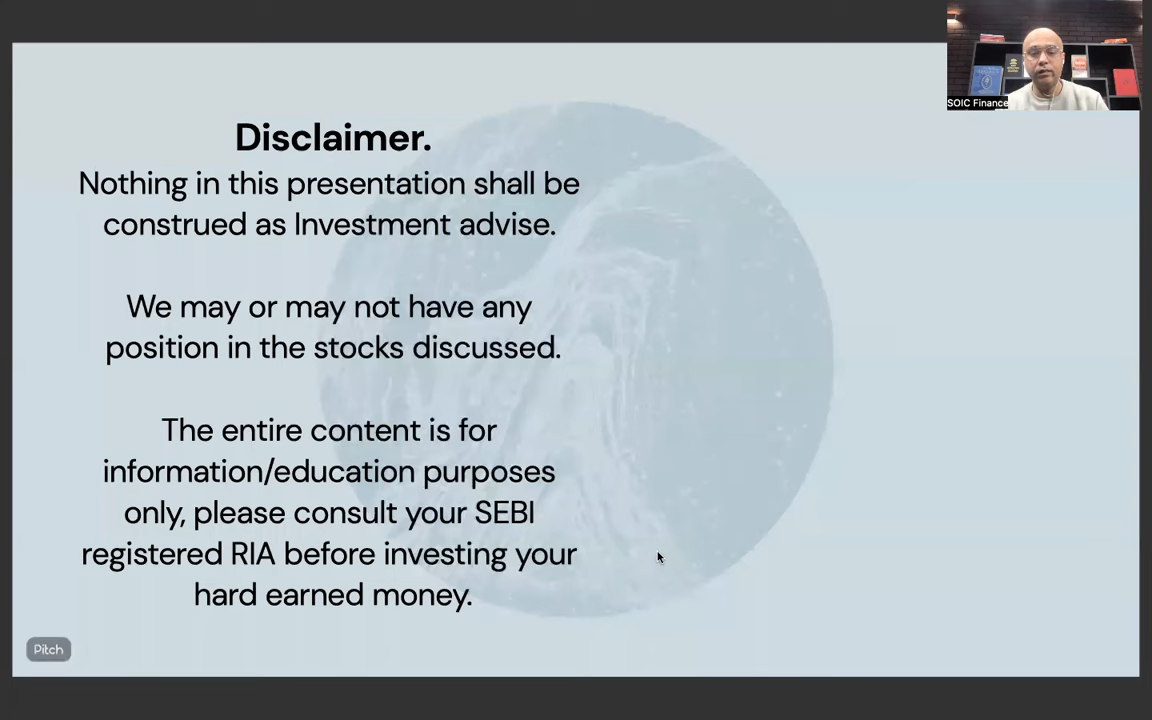 SOIC Finance
Disclaimer.
Nothing in this presentation shall be
construed as Investment advise.
We may or may not have any
position in the stocks discussed.
The entire content is for
information/education purposes
only, please consult your SEBI
registered RIA before investing your
hard earned money.
Pitch